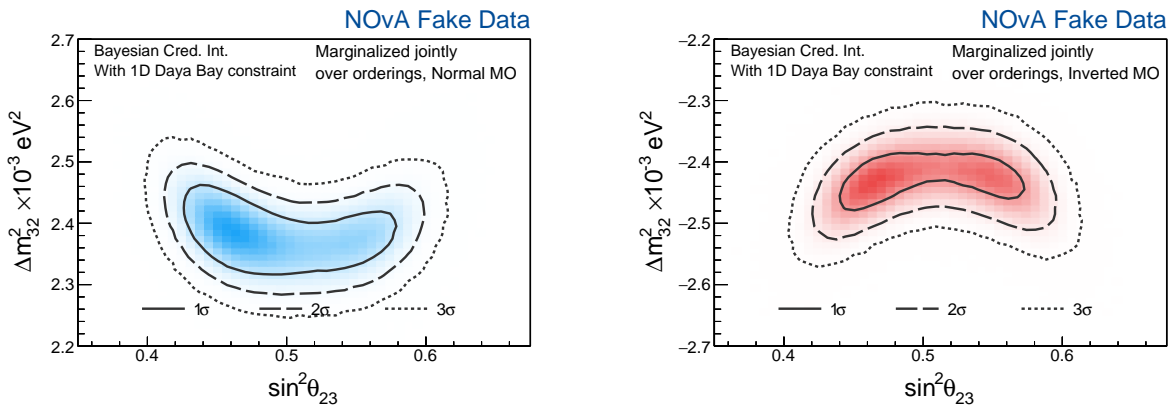 NOvA Fake Data
Bayesian Cred. Int.
With 1D Daya Bay constraint
Marginalized jointly
over orderings, Normal MO
2.7
2.6
2.5
2.4
2.3
2.2
Δm²₃₂ ×10⁻³ eV²
1σ 2σ 3σ
0.4 0.5 0.6
sin²θ₂₃
NOvA Fake Data
Bayesian Cred. Int.
With 1D Daya Bay constraint
Marginalized jointly
over orderings, Inverted MO
−2.2
−2.3
−2.4
−2.5
−2.6
−2.7
Δm²₃₂ ×10⁻³ eV²
1σ 2σ 3σ
0.4 0.5 0.6
sin²θ₂₃